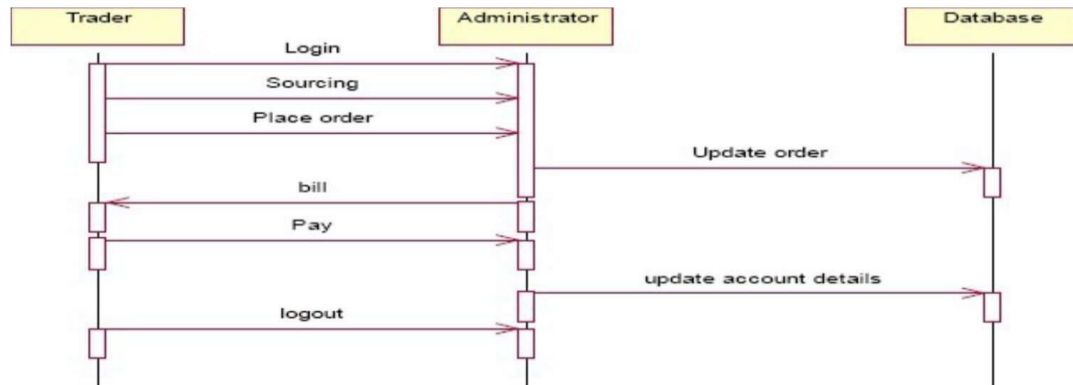 Trader
Administrator
Database
Login
Sourcing
Place order
Update order
bill
Pay
update account details
logout